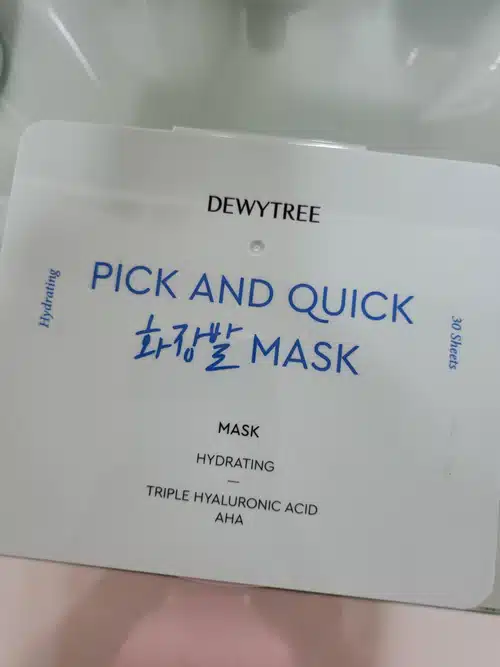 DEWYTREE
Hydrating
PICK AND QUICK
화장발 MASK
30 Sheets
MASK
HYDRATING
—
TRIPLE HYALURONIC ACID
AHA